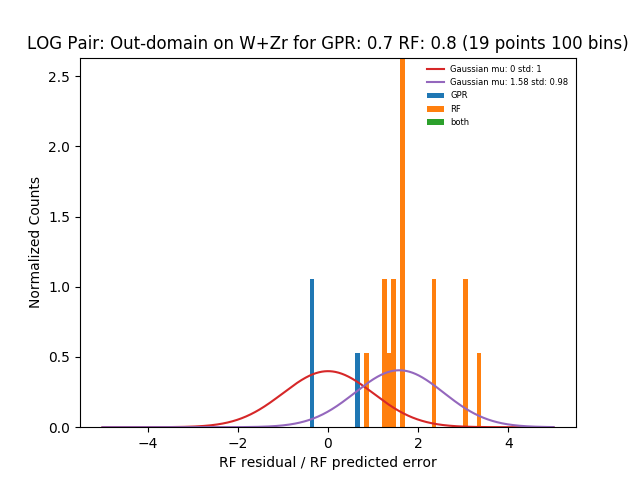 LOG Pair: Out-domain on W+Zr for GPR: 0.7 RF: 0.8 (19 points 100 bins)
Gaussian mu: 0 std: 1
Gaussian mu: 1.58 std: 0.98
GPR
RF
both
Normalized Counts
2.5
2.0
1.5
1.0
0.5
0.0
−4 −2 0 2 4
RF residual / RF predicted error